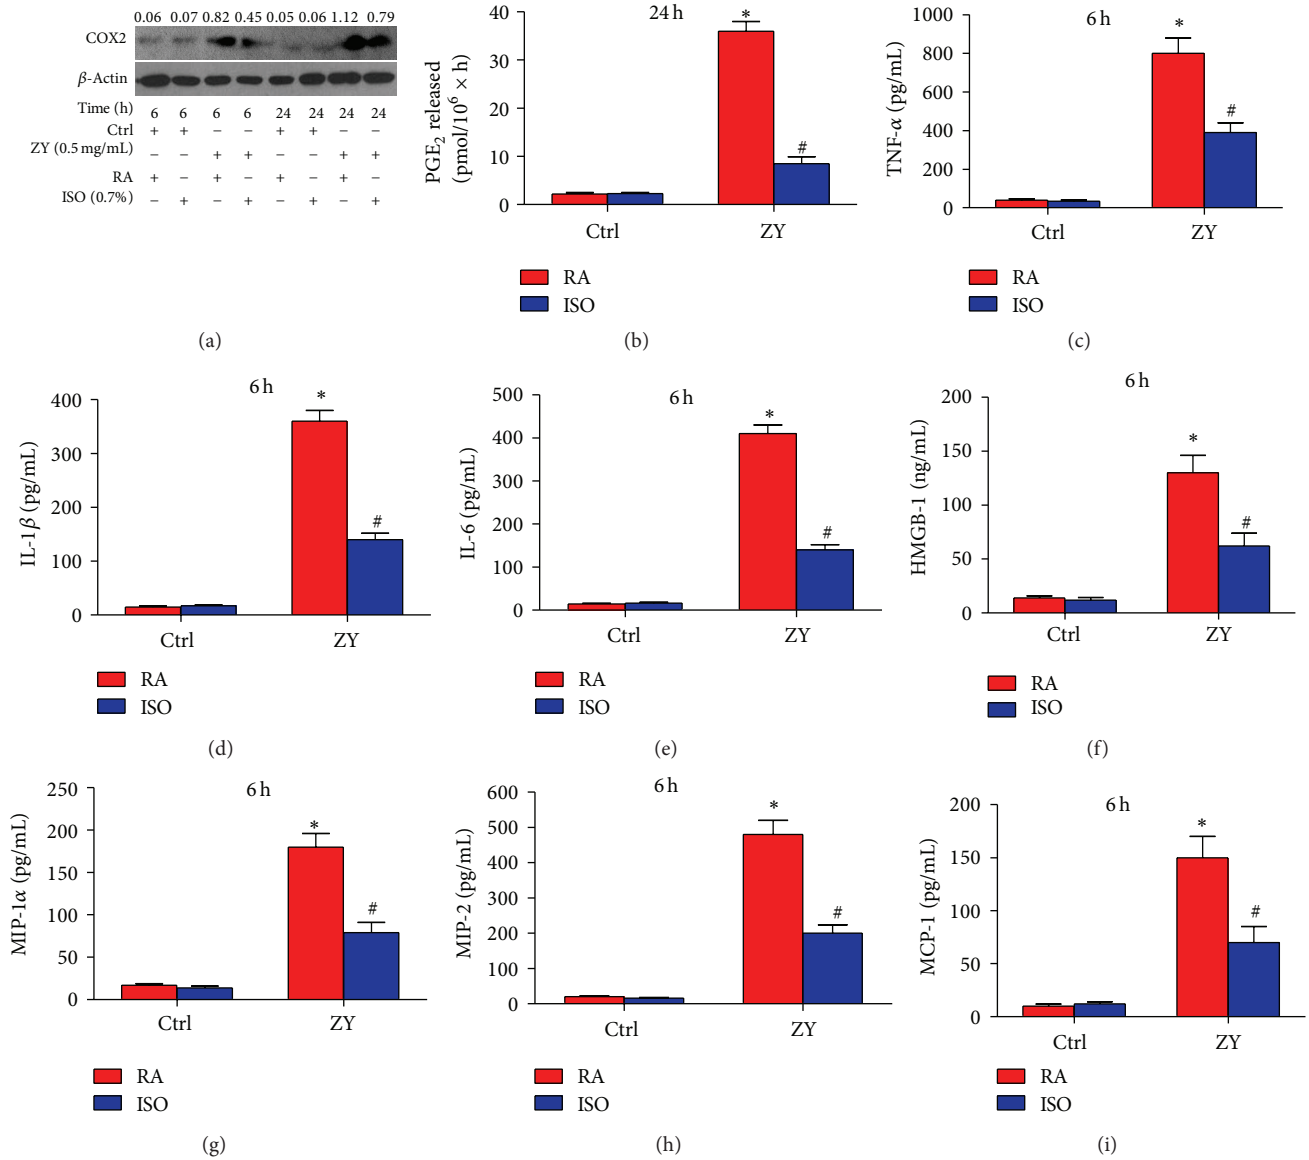 0.06 0.07 0.82 0.45 0.05 0.06 1.12 0.79
COX2
β-Actin
Time (h) 6 6 6 6 24 24 24 24
Ctrl + + − − + + − −
ZY (0.5 mg/mL) − − + + − − + +
RA + − + − + − + −
ISO (0.7%) − + − + − + − +
(a)
24 h
PGE₂ released
(pmol/10⁶ × h)
40
30
20
10
0
*
#
Ctrl ZY
RA
ISO
(b)
6 h
TNF-α (pg/mL)
1000
800
600
400
200
0
*
#
Ctrl ZY
RA
ISO
(c)
6 h
IL-1β (pg/mL)
400
300
200
100
0
*
#
Ctrl ZY
RA
ISO
(d)
6 h
IL-6 (pg/mL)
500
400
300
200
100
0
*
#
Ctrl ZY
RA
ISO
(e)
6 h
HMGB-1 (ng/mL)
200
150
100
50
0
*
#
Ctrl ZY
RA
ISO
(f)
6 h
MIP-1α (pg/mL)
250
200
150
100
50
0
*
#
Ctrl ZY
RA
ISO
(g)
6 h
MIP-2 (pg/mL)
600
500
400
300
200
100
0
*
#
Ctrl ZY
RA
ISO
(h)
6 h
MCP-1 (pg/mL)
200
150
100
50
0
*
#
Ctrl ZY
RA
ISO
(i)